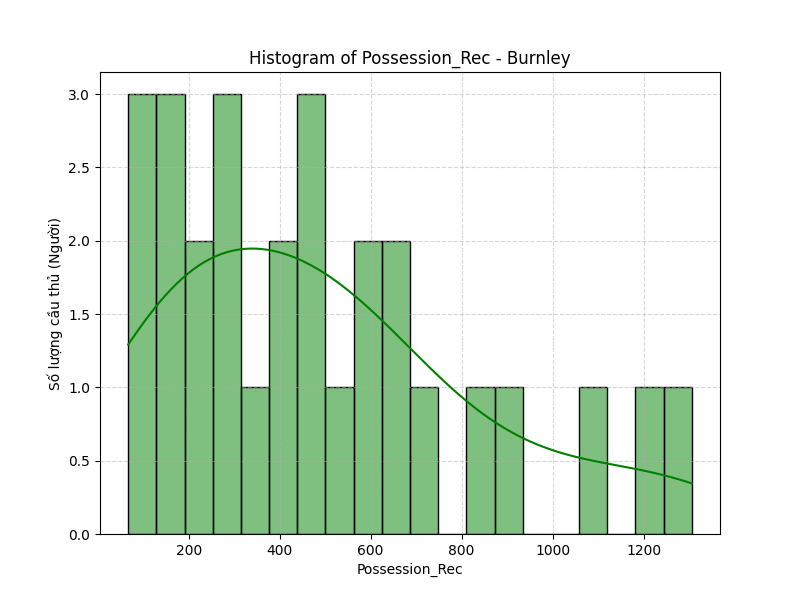 Histogram of Possession_Rec - Burnley
Số lượng cầu thủ (Người)
3.0
2.5
2.0
1.5
1.0
0.5
0.0
200 400 600 800 1000 1200
Possession_Rec